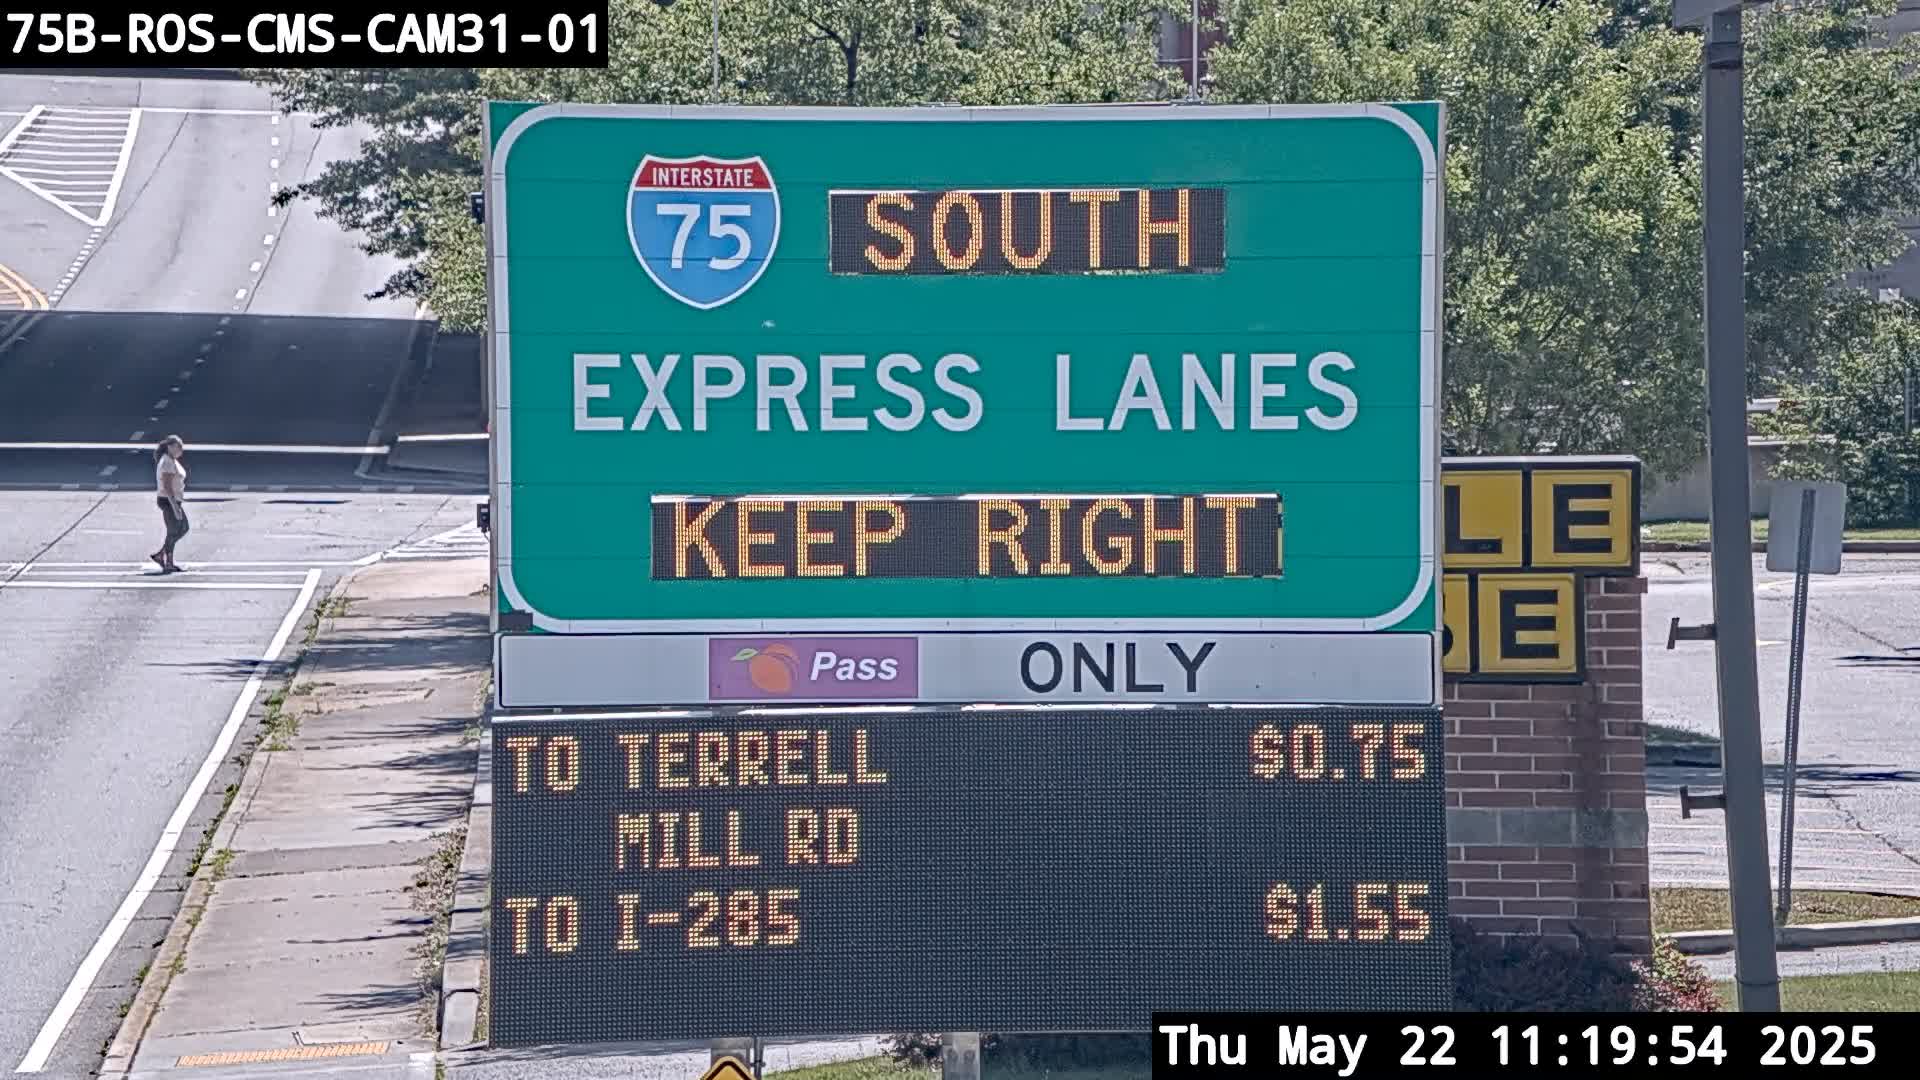 75B-ROS-CMS-CAM31-01
INTERSTATE
75
SOUTH
EXPRESS LANES
KEEP RIGHT
LE
E
Pass ONLY
TO TERRELL $0.75
MILL RD
TO I-285 $1.55
Thu May 22 11:19:54 2025